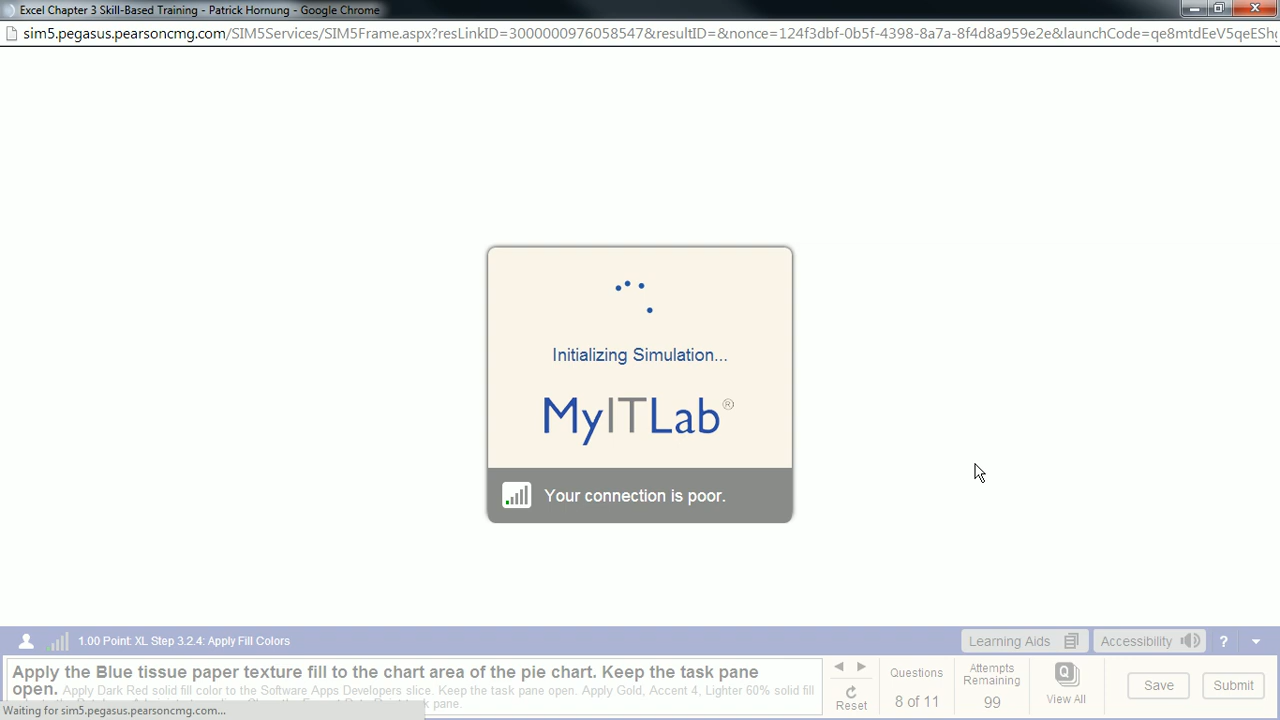 Excel Chapter 3 Skill-Based Training - Patrick Hornung - Google Chrome
sim5.pegasus.pearsoncmg.com/SIM5Services/SIM5Frame.aspx?resLinkID=3000000976058547&resultID=&nonce=124f3dbf-0b5f-4398-8a7a-8f4d8a959e2e&launchCode=qe8mtdEeV5qeESh
Initializing Simulation...
MyITLab®
Your connection is poor.
1.00 Point: XL Step 3.2.4: Apply Fill Colors
Learning Aids
Accessibility
?
Apply the Blue tissue paper texture fill to the chart area of the pie chart. Keep the task pane
open. Apply Dark Red solid fill color to the Software Apps Developers slice. Keep the task pane open. Apply Gold, Accent 4, Lighter 60% solid fill
task pane.
Reset
Questions
8 of 11
Attempts
Remaining
99
Q
View All
Save
Submit
Waiting for sim5.pegasus.pearsoncmg.com...